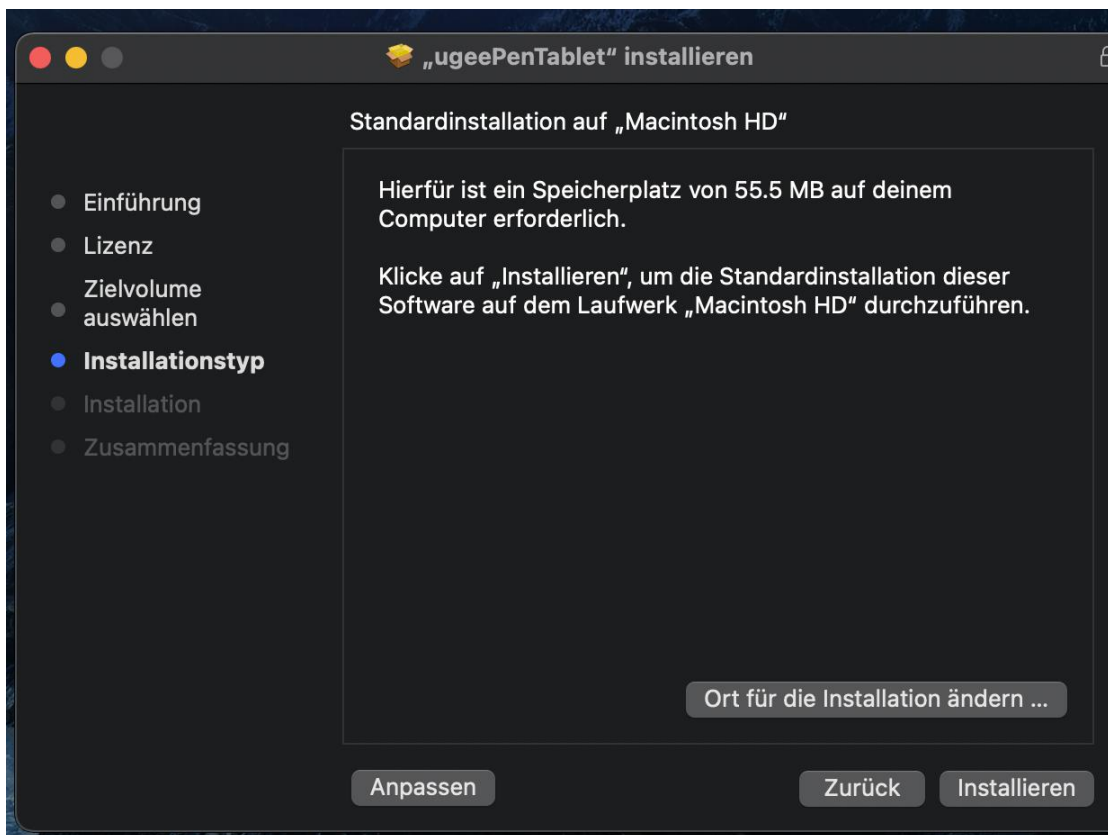 „ugeePenTablet“ installieren
Standardinstallation auf „Macintosh HD“
Einführung
Lizenz
Zielvolume
auswählen
Installationstyp
Installation
Zusammenfassung
Hierfür ist ein Speicherplatz von 55.5 MB auf deinem
Computer erforderlich.
Klicke auf „Installieren“, um die Standardinstallation dieser
Software auf dem Laufwerk „Macintosh HD“ durchzuführen.
Ort für die Installation ändern ...
Anpassen
Zurück
Installieren